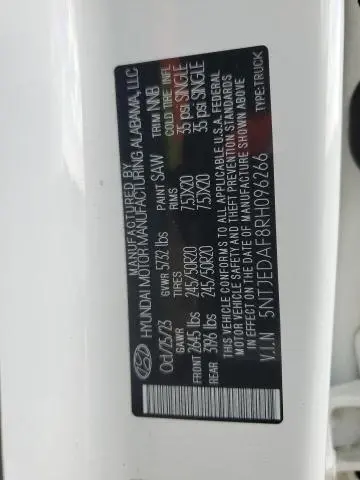 MANUFACTURED BY
HYUNDAI MOTOR MANUFACTURING ALABAMA, LLC
Oct/25/23 GVWR 5732 lbs PAINT SAW TRIM NNB
GAWR TIRES RIMS COLD TIRE INFL
FRONT 2645 lbs 245/50R20 7.5JX20 35 psi SINGLE
REAR 3196 lbs 245/50R20 7.5JX20 35 psi SINGLE
THIS VEHICLE CONFORMS TO ALL APPLICABLE U.S.A. FEDERAL
MOTOR VEHICLE SAFETY AND THEFT PREVENTION STANDARDS
IN EFFECT ON THE DATE OF MANUFACTURE SHOWN ABOVE.
V.I.N 5NTJEDAF8RH096266 TYPE:TRUCK